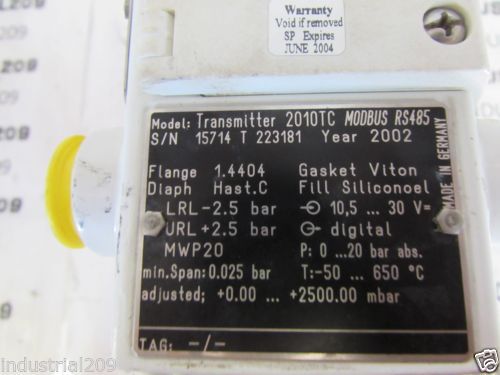 Warranty
Void if removed
SP Expires
JUNE 2004
Model: Transmitter 2010TC MODBUS RS485
S/N 15714 T 223181 Year 2002
Flange 1.4404 Gasket Viton
Diaph Hast.C Fill Siliconoel
LRL -2.5 bar 10,5 ... 30 V=
URL +2.5 bar digital
MWP20 P: 0 ...20 bar abs.
min.Span: 0.025 bar T:-50 ... 650 °C
adjusted; +0.00 ... +2500.00 mbar
TAG: -/-
MADE IN GERMANY
industrial209